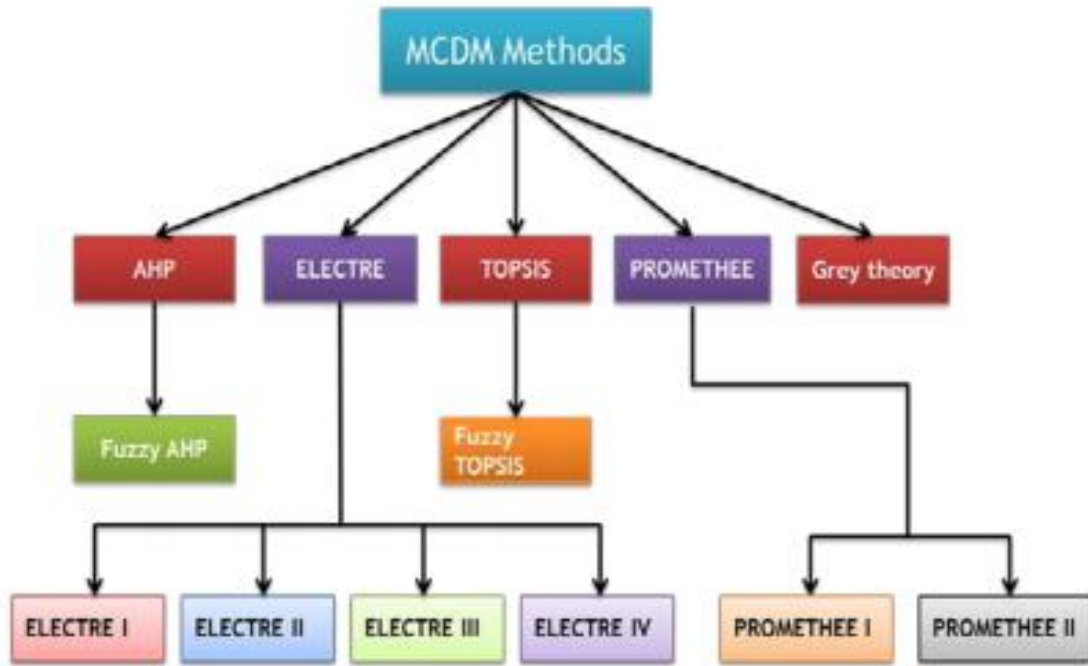 MCDM Methods
AHP
ELECTRE
TOPSIS
PROMETHEE
Grey theory
Fuzzy AHP
Fuzzy
TOPSIS
ELECTRE I
ELECTRE II
ELECTRE III
ELECTRE IV
PROMETHEE I
PROMETHEE II